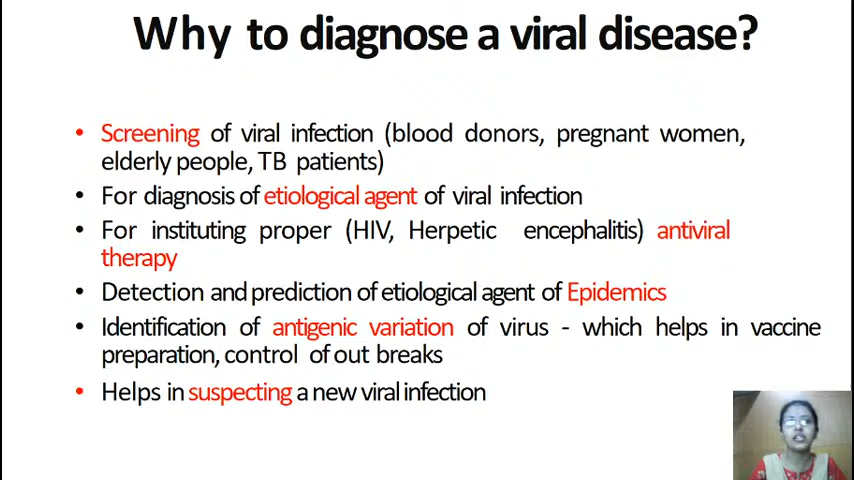 Why to diagnose a viral disease?
• Screening of viral infection (blood donors, pregnant women,
elderly people, TB patients)
• For diagnosis of etiological agent of viral infection
• For instituting proper (HIV, Herpetic encephalitis) antiviral
therapy
• Detection and prediction of etiological agent of Epidemics
• Identification of antigenic variation of virus - which helps in vaccine
preparation, control of out breaks
• Helps in suspecting a new viral infection